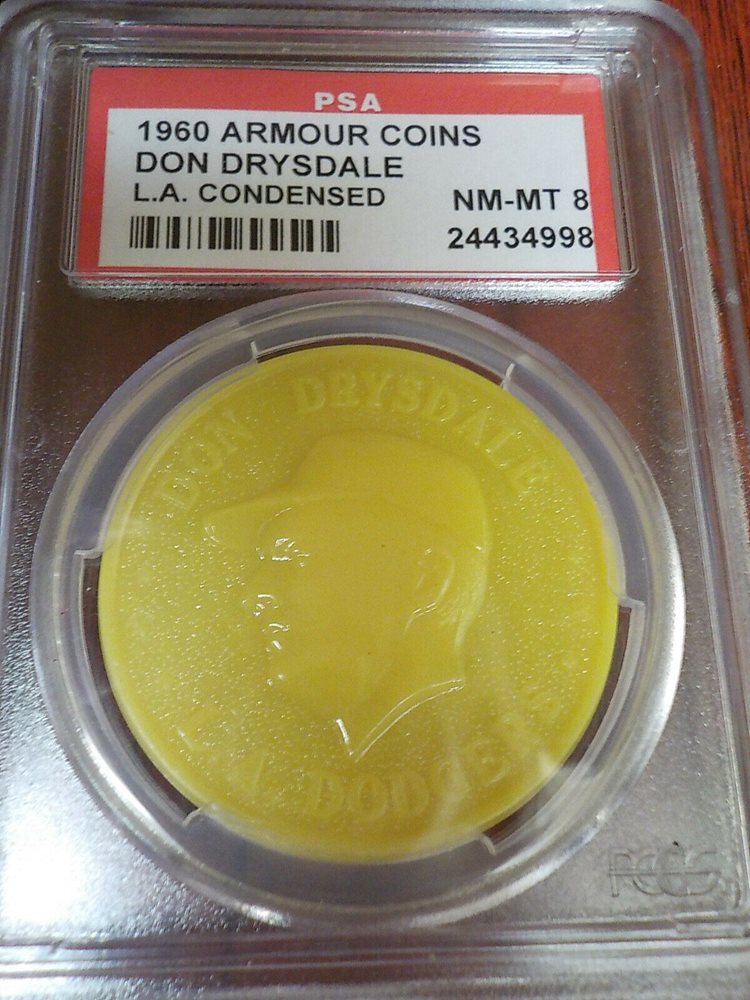 PSA
1960 ARMOUR COINS
DON DRYSDALE
L.A. CONDENSED
NM-MT 8
24434998
DON DRYSDALE
L.A. DODGERS
PCGS